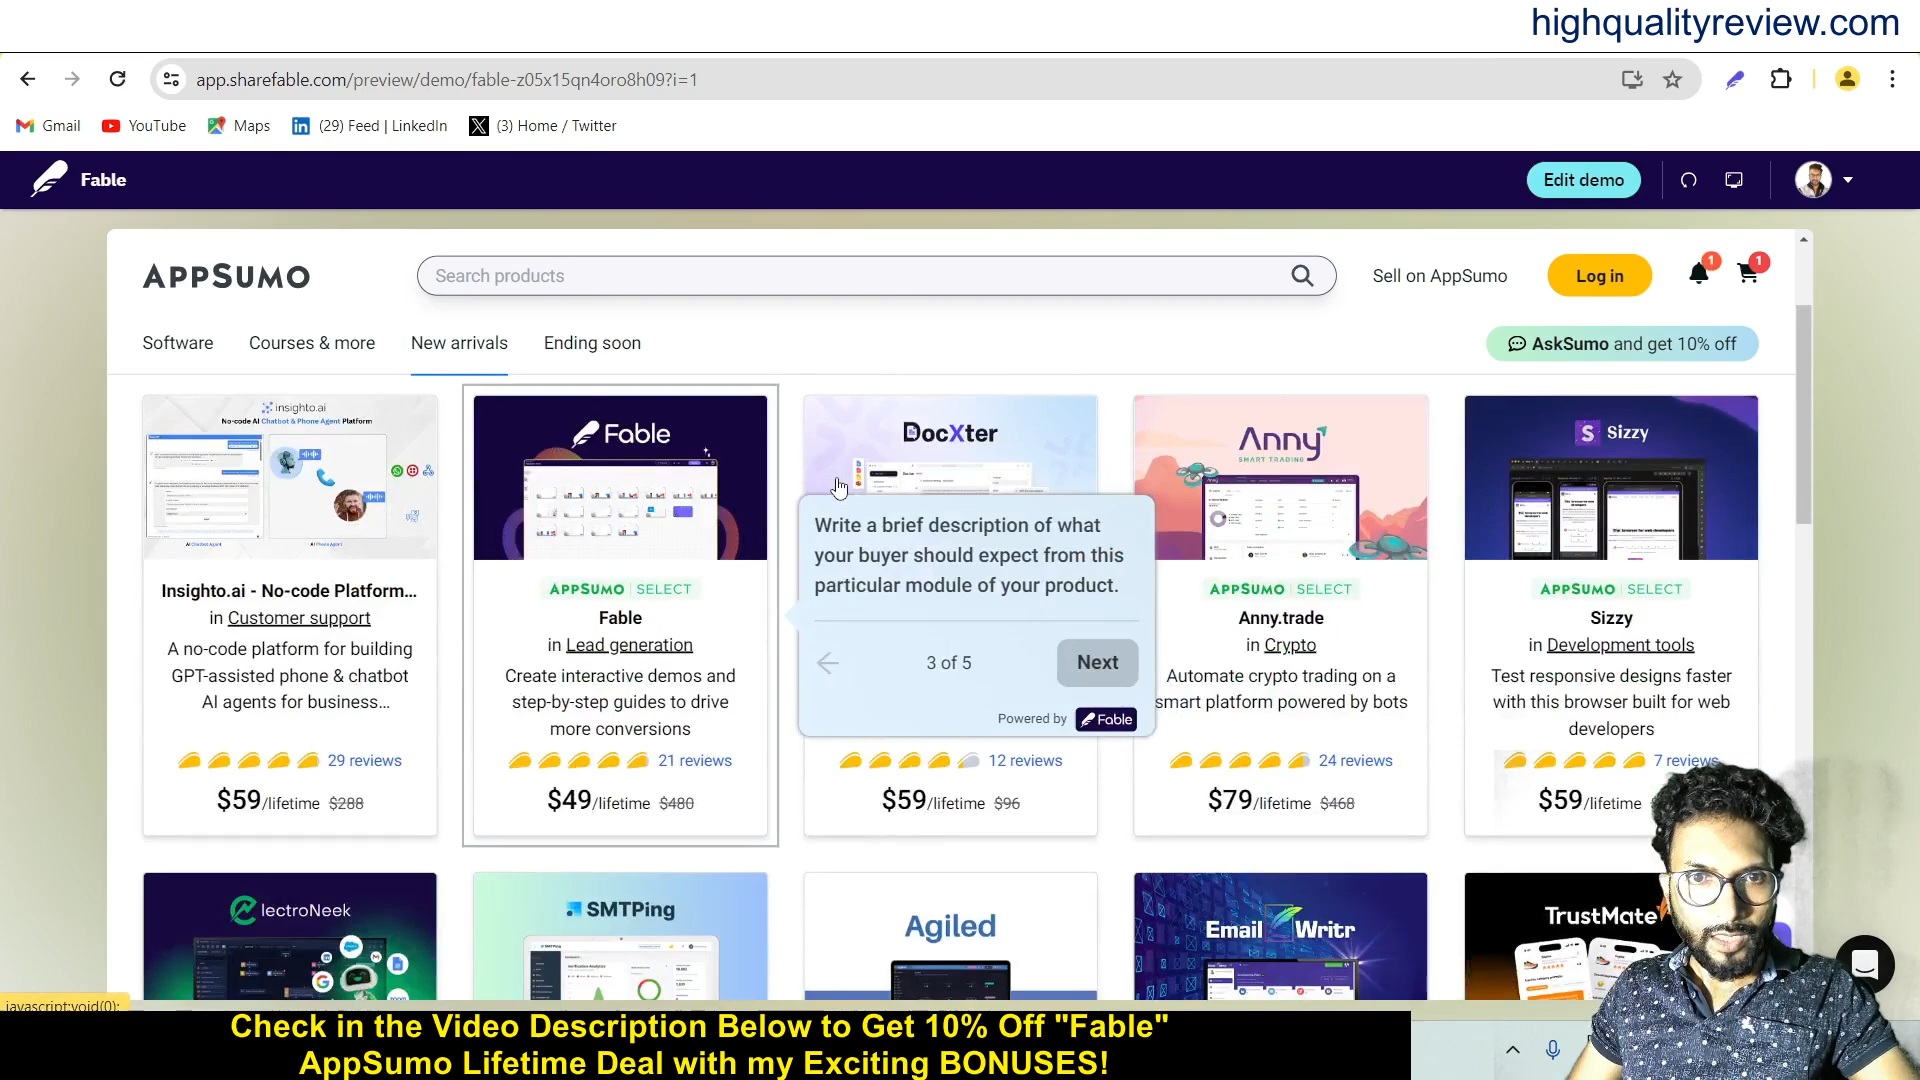 highqualityreview.com
app.sharefable.com/preview/demo/fable-z05x15qn4oro8h09?i=1
Gmail YouTube Maps (29) Feed | LinkedIn (3) Home / Twitter
Fable
Edit demo
APPSUMO
Search products
Sell on AppSumo
Log in
1
1
Software Courses & more New arrivals Ending soon
AskSumo and get 10% off
insighto.ai
No-code AI Chatbot & Phone Agent Platform
AI Chatbot Agent AI Phone Agent
Insighto.ai - No-code Platform...
in Customer support
A no-code platform for building
GPT-assisted phone & chatbot
AI agents for business...
29 reviews
$59/lifetime $288
Fable
APPSUMO SELECT
Fable
in Lead generation
Create interactive demos and
step-by-step guides to drive
more conversions
21 reviews
$49/lifetime $480
DocXter
Write a brief description of what
your buyer should expect from this
particular module of your product.
3 of 5
Next
Powered by Fable
12 reviews
$59/lifetime $96
Anny
SMART TRADING
APPSUMO SELECT
Anny.trade
in Crypto
Automate crypto trading on a
smart platform powered by bots
24 reviews
$79/lifetime $468
Sizzy
APPSUMO SELECT
Sizzy
in Development tools
Test responsive designs faster
with this browser built for web
developers
7 reviews
$59/lifetime
lectroNeek
SMTPing
Agiled
Email Writr
TrustMate
javascript:void(0);
Check in the Video Description Below to Get 10% Off "Fable"
AppSumo Lifetime Deal with my Exciting BONUSES!